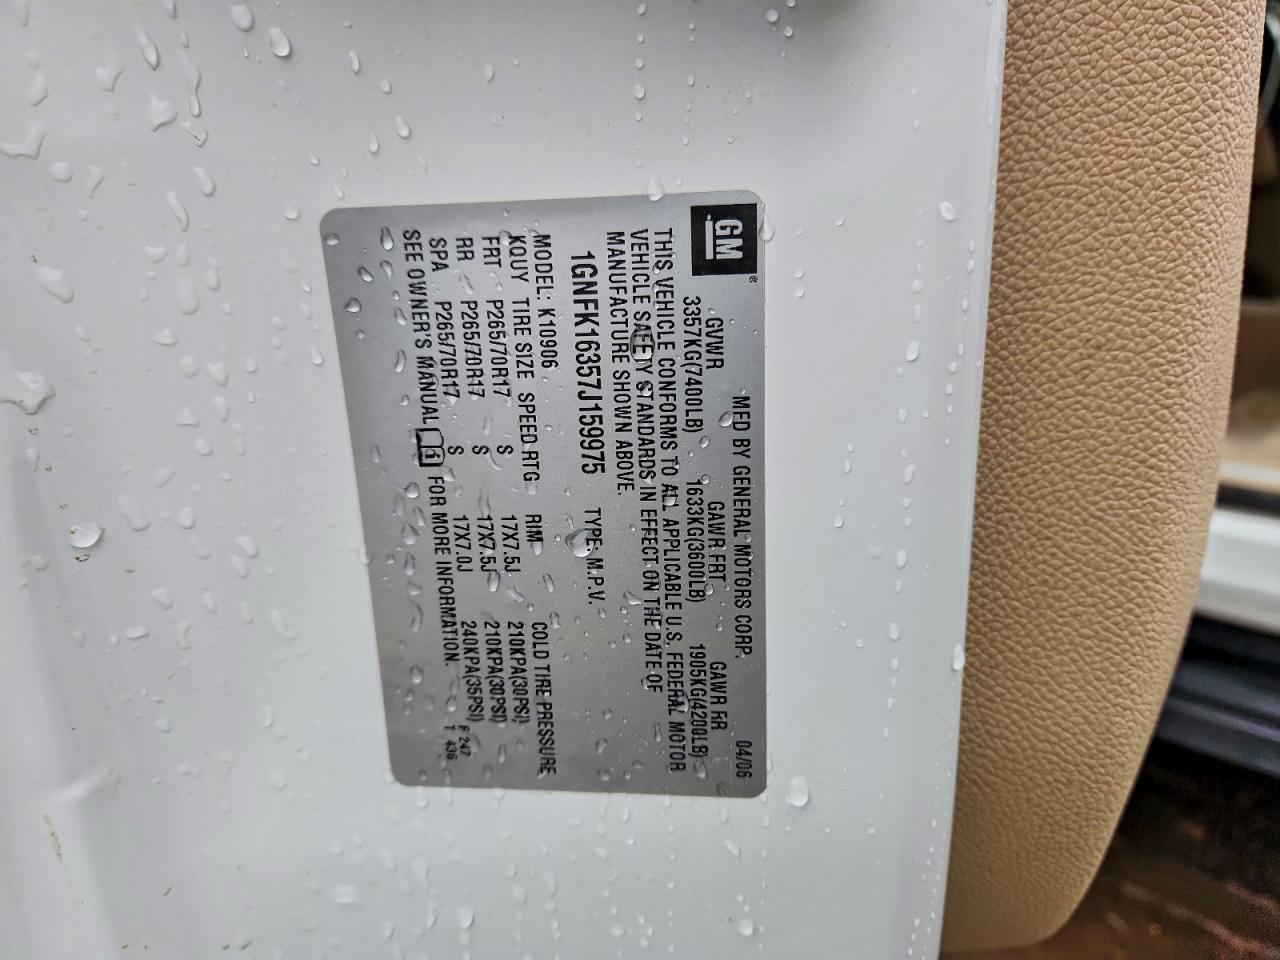 GM
MFD BY GENERAL MOTORS CORP. 04/06
GVWR GAWR FRT GAWR RR
3357KG(7400LB) 1633KG(3600LB) 1905KG(4200LB)
THIS VEHICLE CONFORMS TO ALL APPLICABLE U.S. FEDERAL MOTOR
VEHICLE SAFETY STANDARDS IN EFFECT ON THE DATE OF
MANUFACTURE SHOWN ABOVE.
1GNFK16357J159975 TYPE: M.P.V.
MODEL: K10906
KQUY TIRE SIZE SPEED RTG RIM COLD TIRE PRESSURE
FRT P265/70R17 S 17X7.5J 210KPA(30PSI)
RR P265/70R17 S 17X7.5J 210KPA(30PSI)
SPA P265/70R17 S 17X7.0J 240KPA(35PSI) F 247
SEE OWNER'S MANUAL FOR MORE INFORMATION. T 436